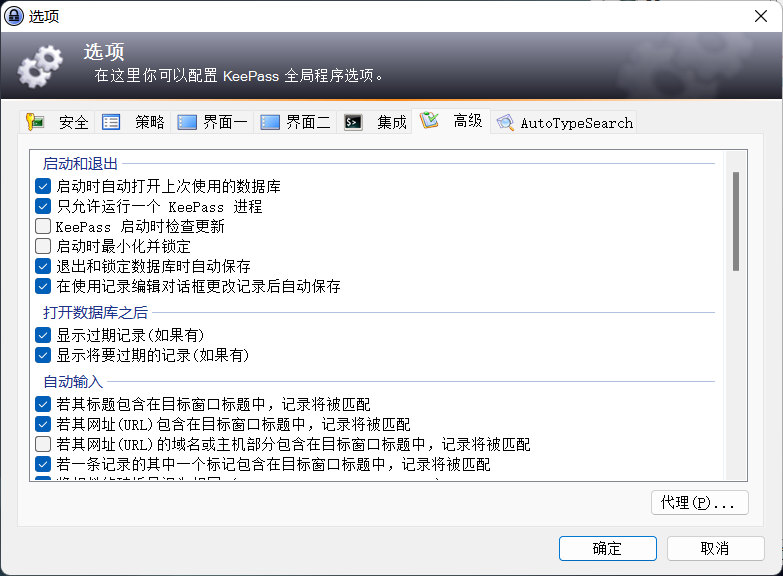 选项
选项
在这里你可以配置 KeePass 全局程序选项。
安全 策略 界面一 界面二 集成 高级 AutoTypeSearch
启动和退出
启动时自动打开上次使用的数据库
只允许运行一个 KeePass 进程
KeePass 启动时检查更新
启动时最小化并锁定
退出和锁定数据库时自动保存
在使用记录编辑对话框更改记录后自动保存
打开数据库之后
显示过期记录(如果有)
显示将要过期的记录(如果有)
自动输入
若其标题包含在目标窗口标题中，记录将被匹配
若其网址(URL)包含在目标窗口标题中，记录将被匹配
若其网址(URL)的域名或主机部分包含在目标窗口标题中，记录将被匹配
若一条记录的其中一个标记包含在目标窗口标题中，记录将被匹配
代理(P)...
确定 取消